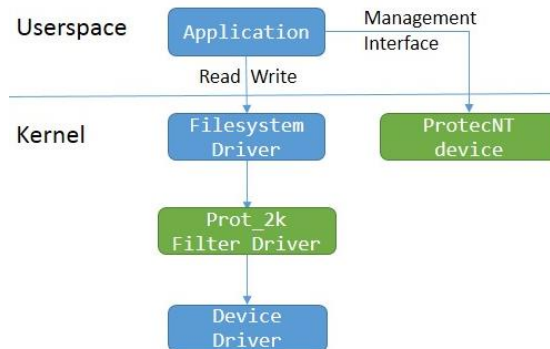 Userspace
Application
Management
Interface
Read Write
Kernel
Filesystem
Driver
ProtecNT
device
Prot_2k
Filter Driver
Device
Driver